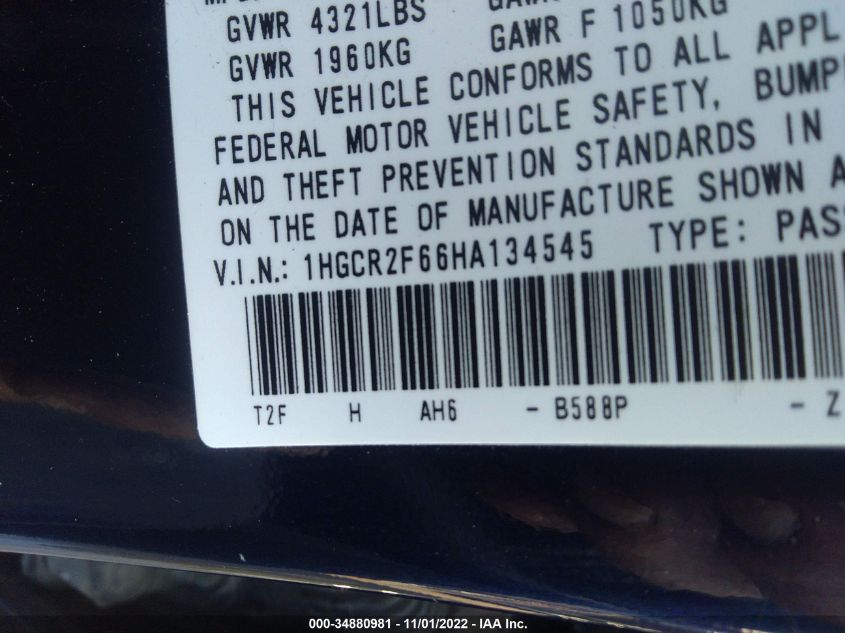 GVWR 4321LBS
GVWR 1960KG GAWR F 1050KG
THIS VEHICLE CONFORMS TO ALL APPL
FEDERAL MOTOR VEHICLE SAFETY, BUMP
AND THEFT PREVENTION STANDARDS IN
ON THE DATE OF MANUFACTURE SHOWN A
V.I.N.: 1HGCR2F66HA134545 TYPE: PASS
T2F H AH6 - B588P - Z
000-34880981 - 11/01/2022 - IAA Inc.